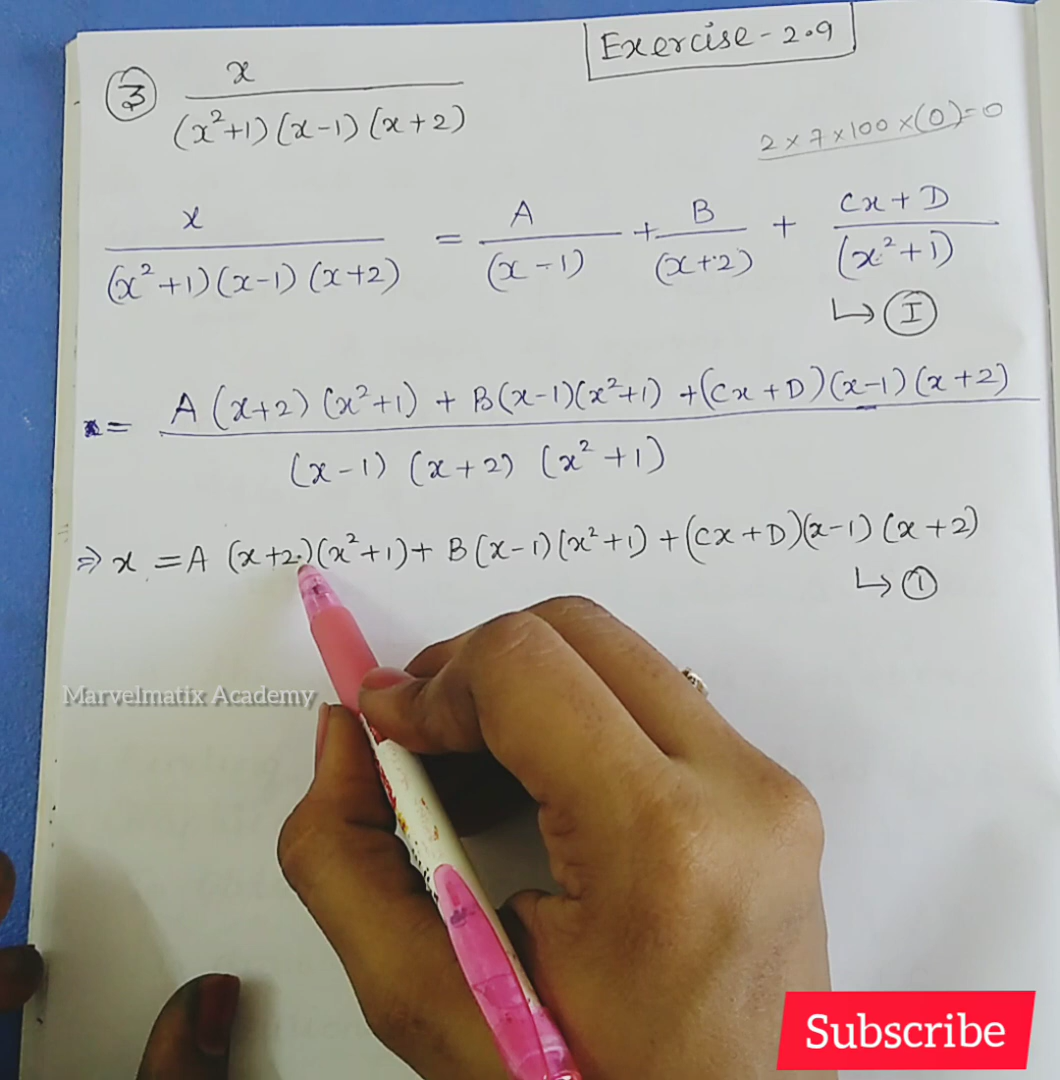 Exercise - 2.9
③ x / (x²+1)(x-1)(x+2)
2 x 7 x 100 x (0) = 0
x / (x²+1)(x-1)(x+2) = A / (x-1) + B / (x+2) + Cx+D / (x²+1)
↳ Ⓘ
= A(x+2)(x²+1) + B(x-1)(x²+1) + (Cx+D)(x-1)(x+2) / (x-1)(x+2)(x²+1)
⇒ x = A(x+2)(x²+1) + B(x-1)(x²+1) + (Cx+D)(x-1)(x+2)
↳ ①
Marvelmatix Academy
Subscribe